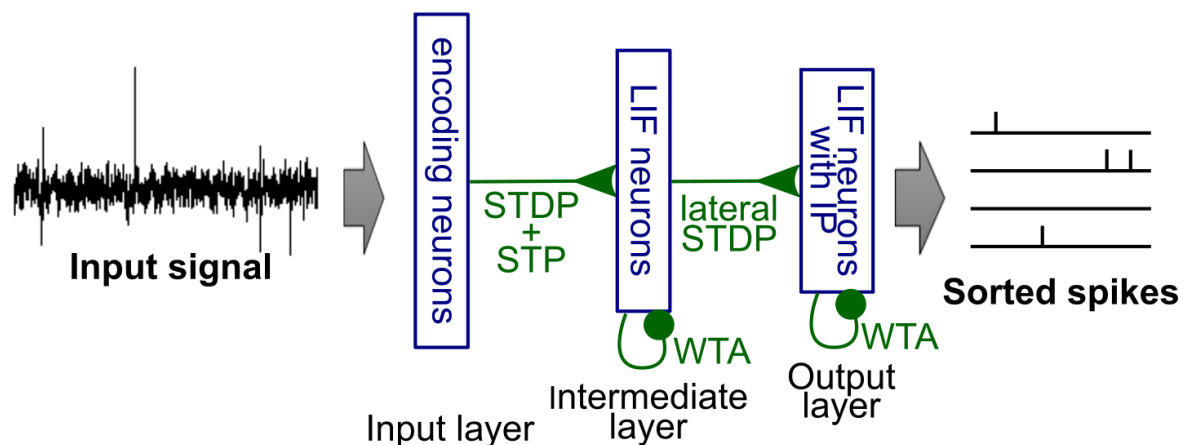 Input signal
encoding neurons
STDP
+
STP
LIF neurons
WTA
lateral
STDP
LIF neurons
with IP
WTA
Sorted spikes
Input layer
Intermediate
layer
Output
layer